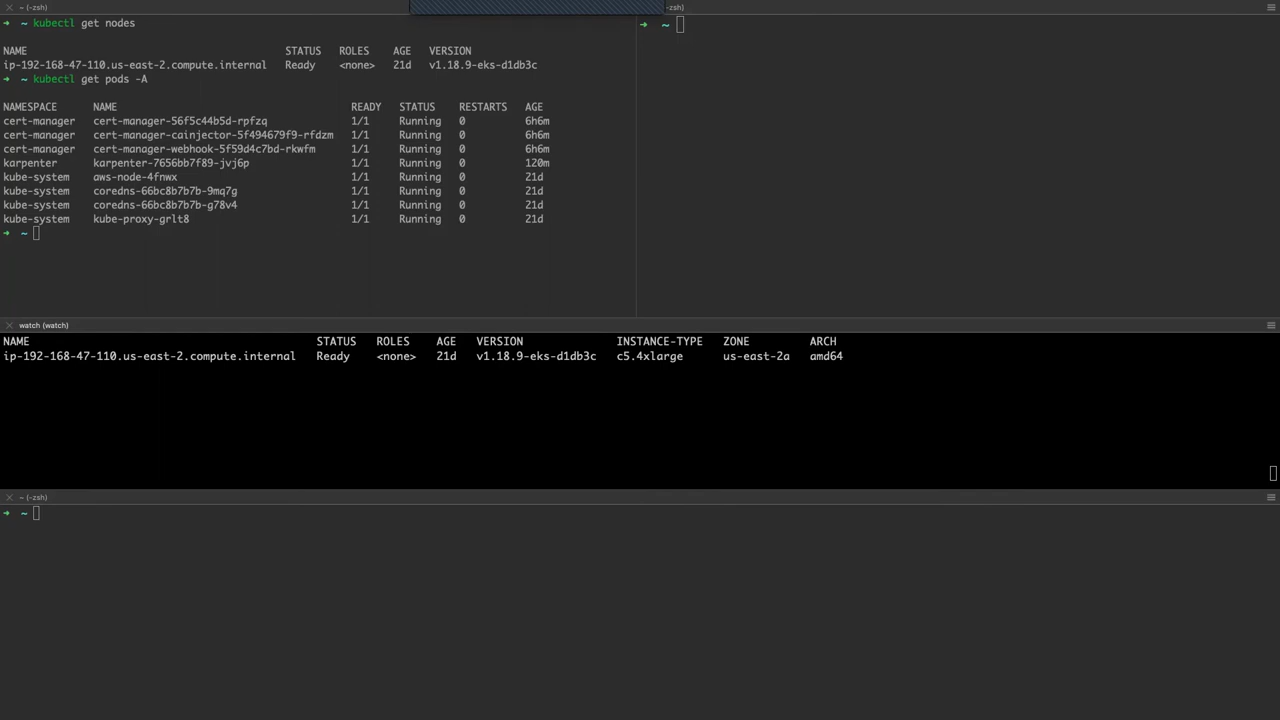 ~ (-zsh)
➜ ~ kubectl get nodes
NAME STATUS ROLES AGE VERSION
ip-192-168-47-110.us-east-2.compute.internal Ready <none> 21d v1.18.9-eks-d1db3c
➜ ~ kubectl get pods -A
NAMESPACE NAME READY STATUS RESTARTS AGE
cert-manager cert-manager-56f5c44b5d-rpfzq 1/1 Running 0 6h6m
cert-manager cert-manager-cainjector-5f494679f9-rfdzm 1/1 Running 0 6h6m
cert-manager cert-manager-webhook-5f59d4c7bd-rkwfm 1/1 Running 0 6h6m
karpenter karpenter-7656bb7f89-jvj6p 1/1 Running 0 120m
kube-system aws-node-4fnwx 1/1 Running 0 21d
kube-system coredns-66bc8b7b7b-9mq7g 1/1 Running 0 21d
kube-system coredns-66bc8b7b7b-g78v4 1/1 Running 0 21d
kube-system kube-proxy-grlt8 1/1 Running 0 21d
➜ ~
-zsh)
➜ ~
watch (watch)
NAME STATUS ROLES AGE VERSION INSTANCE-TYPE ZONE ARCH
ip-192-168-47-110.us-east-2.compute.internal Ready <none> 21d v1.18.9-eks-d1db3c c5.4xlarge us-east-2a amd64
~ (-zsh)
➜ ~